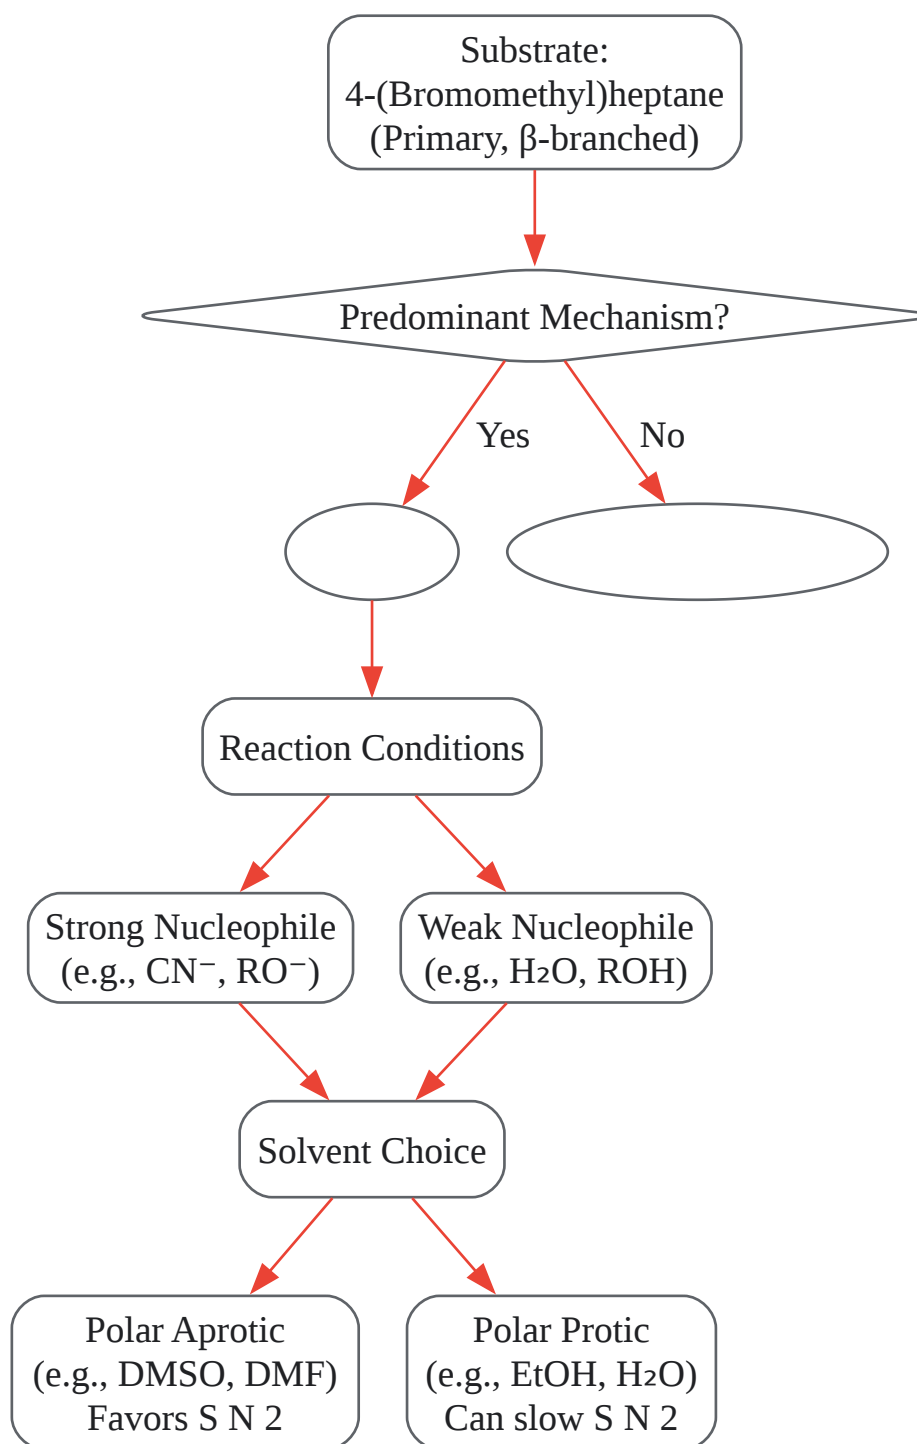 Substrate:
4-(Bromomethyl)heptane
(Primary, β-branched)
Predominant Mechanism?
Yes
No
Reaction Conditions
Strong Nucleophile
(e.g., CN⁻, RO⁻)
Weak Nucleophile
(e.g., H₂O, ROH)
Solvent Choice
Polar Aprotic
(e.g., DMSO, DMF)
Favors S N 2
Polar Protic
(e.g., EtOH, H₂O)
Can slow S N 2